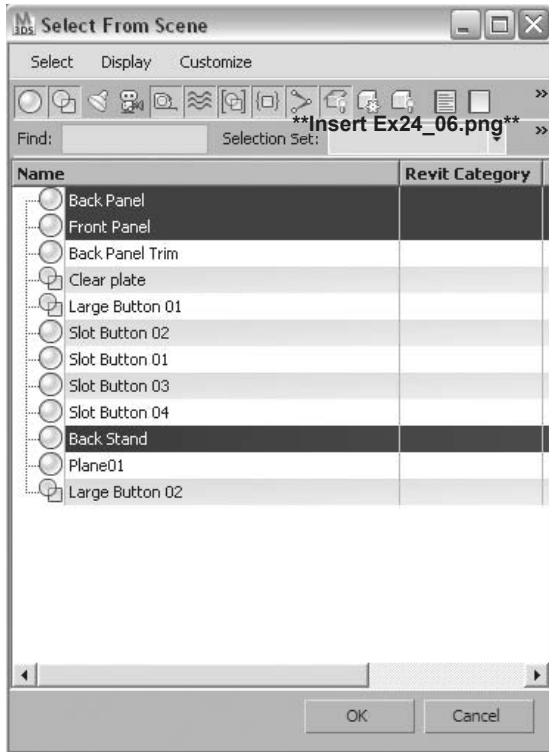 M 3DS Select From Scene
Select Display Customize
**Insert Ex24_06.png**
Find: Selection Set:
Name Revit Category
Back Panel
Front Panel
Back Panel Trim
Clear plate
Large Button 01
Slot Button 02
Slot Button 01
Slot Button 03
Slot Button 04
Back Stand
Plane01
Large Button 02
OK Cancel